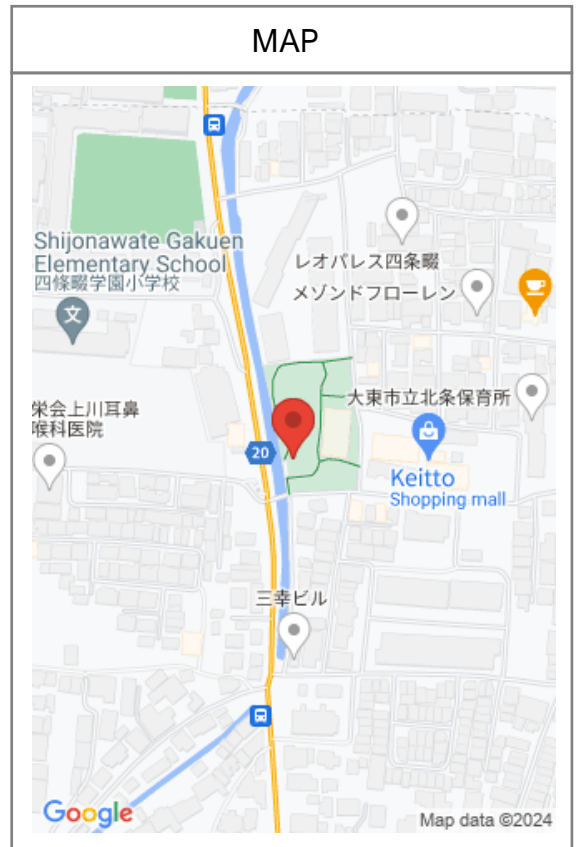 MAP
Shijonawate Gakuen
Elementary School
四條畷学園小学校
文
レオパレス四条畷
メゾンドフローレン
大東市立北条保育所
栄会上川耳鼻
喉科医院
20
Keitto
Shopping mall
三幸ビル
Google
Map data ©2024